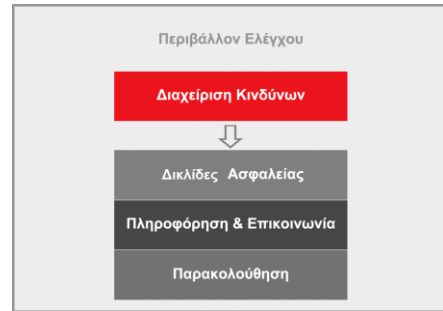 Περιβάλλον Ελέγχου
Διαχείριση Κινδύνων
Δικλίδες Ασφαλείας
Πληροφόρηση & Επικοινωνία
Παρακολούθηση